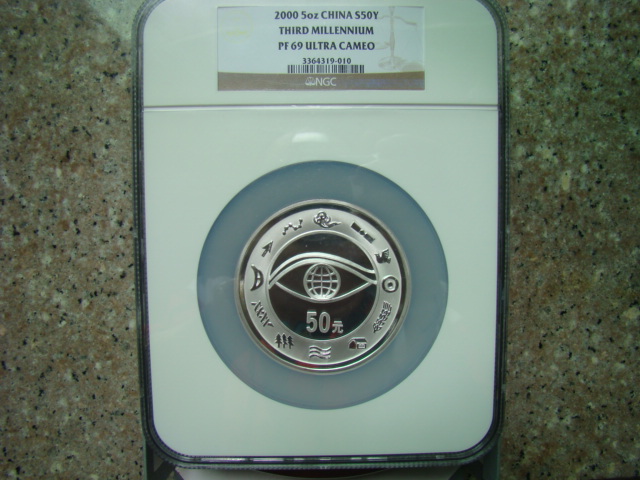 2000 5oz CHINA S50Y
THIRD MILLENNIUM
PF 69 ULTRA CAMEO
3364319-010
NGC
50元